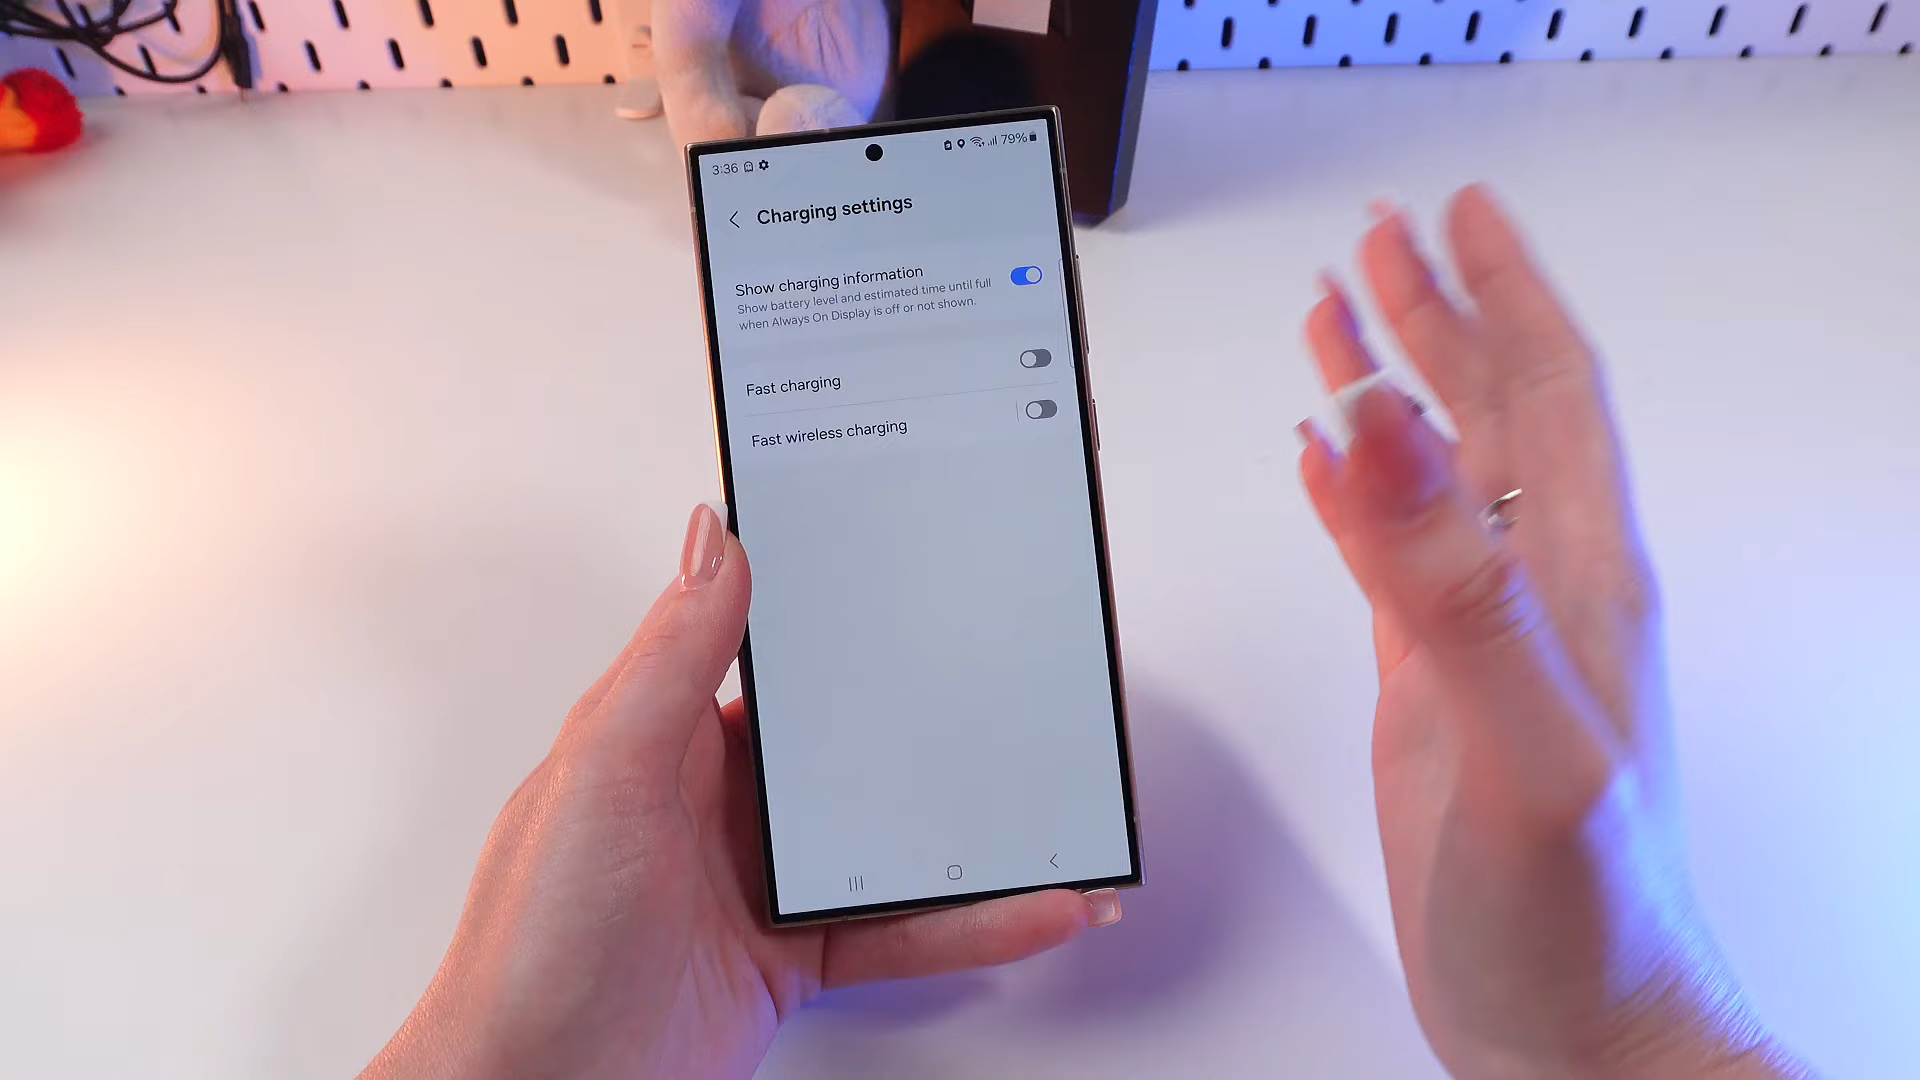 3:36 79%
Charging settings
Show charging information
Show battery level and estimated time until full
when Always On Display is off or not shown.
Fast charging
Fast wireless charging